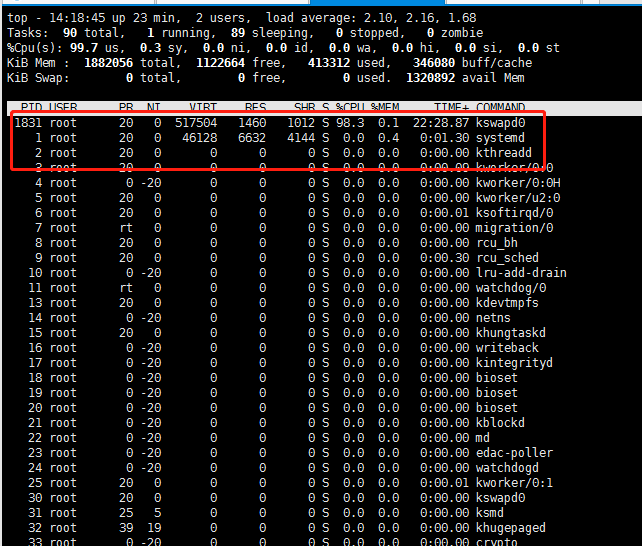 top - 14:18:45 up 23 min,  2 users,  load average: 2.10, 2.16, 1.68
Tasks:  90 total,   1 running,  89 sleeping,   0 stopped,   0 zombie
%Cpu(s): 99.7 us,  0.3 sy,  0.0 ni,  0.0 id,  0.0 wa,  0.0 hi,  0.0 si,  0.0 st
KiB Mem :  1882056 total,  1122664 free,   413312 used,   346080 buff/cache
KiB Swap:        0 total,        0 free,        0 used.  1320892 avail Mem
PID USER      PR  NI    VIRT    RES    SHR S %CPU %MEM     TIME+ COMMAND
1831 root      20   0  517504   1460   1012 S 98.3  0.1  22:28.87 kswapd0
1 root      20   0   46128   6632   4144 S  0.0  0.4   0:01.30 systemd
2 root      20   0       0      0      0 S  0.0  0.0   0:00.00 kthreadd
3 root      20   0       0      0      0 S  0.0  0.0   0:00.09 kworker/0:0
4 root       0 -20       0      0      0 S  0.0  0.0   0:00.00 kworker/0:0H
5 root      20   0       0      0      0 S  0.0  0.0   0:00.00 kworker/u2:0
6 root      20   0       0      0      0 S  0.0  0.0   0:00.01 ksoftirqd/0
7 root      rt   0       0      0      0 S  0.0  0.0   0:00.00 migration/0
8 root      20   0       0      0      0 S  0.0  0.0   0:00.00 rcu_bh
9 root      20   0       0      0      0 S  0.0  0.0   0:00.30 rcu_sched
10 root       0 -20       0      0      0 S  0.0  0.0   0:00.00 lru-add-drain
11 root      rt   0       0      0      0 S  0.0  0.0   0:00.00 watchdog/0
13 root      20   0       0      0      0 S  0.0  0.0   0:00.00 kdevtmpfs
14 root       0 -20       0      0      0 S  0.0  0.0   0:00.00 netns
15 root      20   0       0      0      0 S  0.0  0.0   0:00.00 khungtaskd
16 root       0 -20       0      0      0 S  0.0  0.0   0:00.00 writeback
17 root       0 -20       0      0      0 S  0.0  0.0   0:00.00 kintegrityd
18 root       0 -20       0      0      0 S  0.0  0.0   0:00.00 bioset
19 root       0 -20       0      0      0 S  0.0  0.0   0:00.00 bioset
20 root       0 -20       0      0      0 S  0.0  0.0   0:00.00 bioset
21 root       0 -20       0      0      0 S  0.0  0.0   0:00.00 kblockd
22 root       0 -20       0      0      0 S  0.0  0.0   0:00.00 md
23 root       0 -20       0      0      0 S  0.0  0.0   0:00.00 edac-poller
24 root       0 -20       0      0      0 S  0.0  0.0   0:00.00 watchdogd
25 root      20   0       0      0      0 S  0.0  0.0   0:00.01 kworker/0:1
30 root      20   0       0      0      0 S  0.0  0.0   0:00.00 kswapd0
31 root      25   5       0      0      0 S  0.0  0.0   0:00.00 ksmd
32 root      39  19       0      0      0 S  0.0  0.0   0:00.00 khugepaged
33 root       0 -20       0      0      0 S  0.0  0.0   0:00.00 crypto